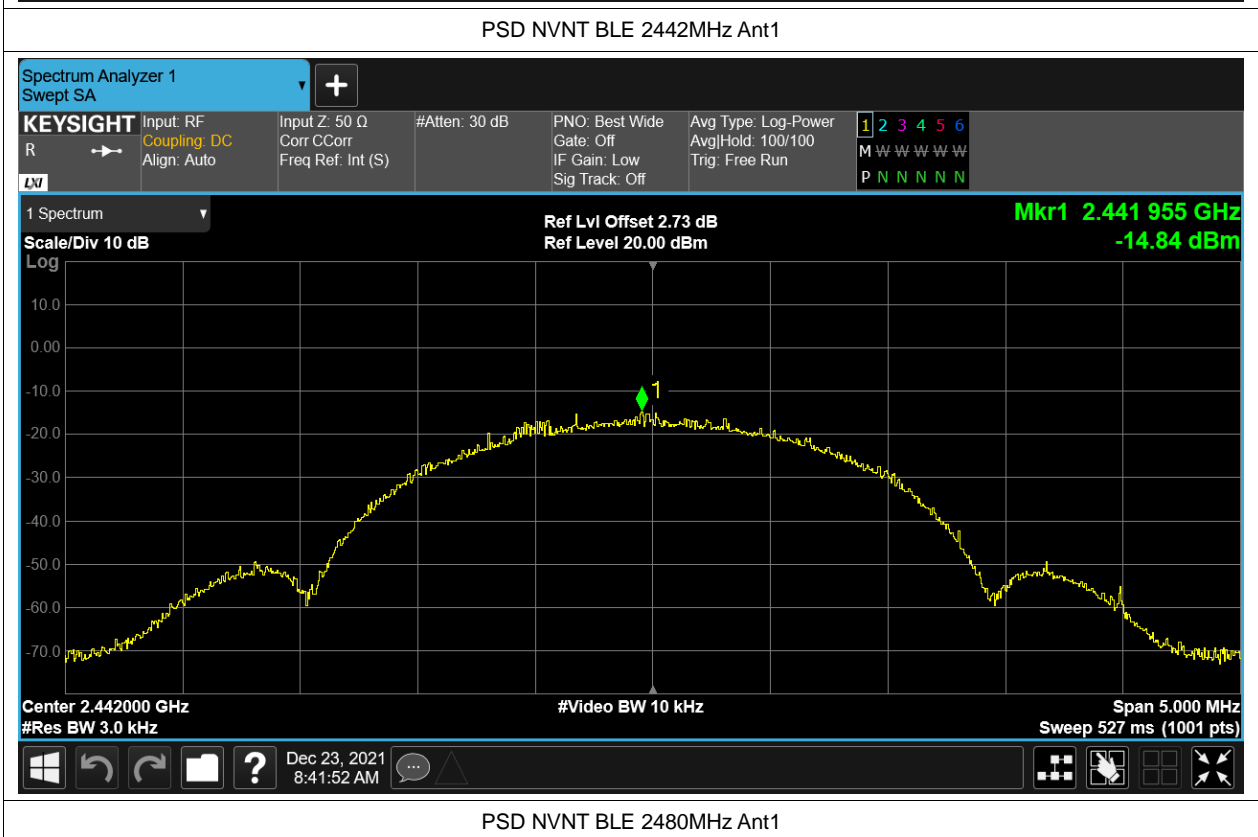 PSD NVNT BLE 2442MHz Ant1
Spectrum Analyzer 1
Swept SA
KEYSIGHT
R
LXI
Input: RF
Coupling: DC
Align: Auto
Input Z: 50 Ω
Corr CCorr
Freq Ref: Int (S)
#Atten: 30 dB
PNO: Best Wide
Gate: Off
IF Gain: Low
Sig Track: Off
Avg Type: Log-Power
Avg|Hold: 100/100
Trig: Free Run
1 2 3 4 5 6
M W W W W W
P N N N N N
1 Spectrum
Scale/Div 10 dB
Log
Ref Lvl Offset 2.73 dB
Ref Level 20.00 dBm
Mkr1 2.441 955 GHz
-14.84 dBm
10.0
0.00
-10.0
-20.0
-30.0
-40.0
-50.0
-60.0
-70.0
1
Center 2.442000 GHz
#Res BW 3.0 kHz
#Video BW 10 kHz
Span 5.000 MHz
Sweep 527 ms (1001 pts)
?
Dec 23, 2021
8:41:52 AM
PSD NVNT BLE 2480MHz Ant1